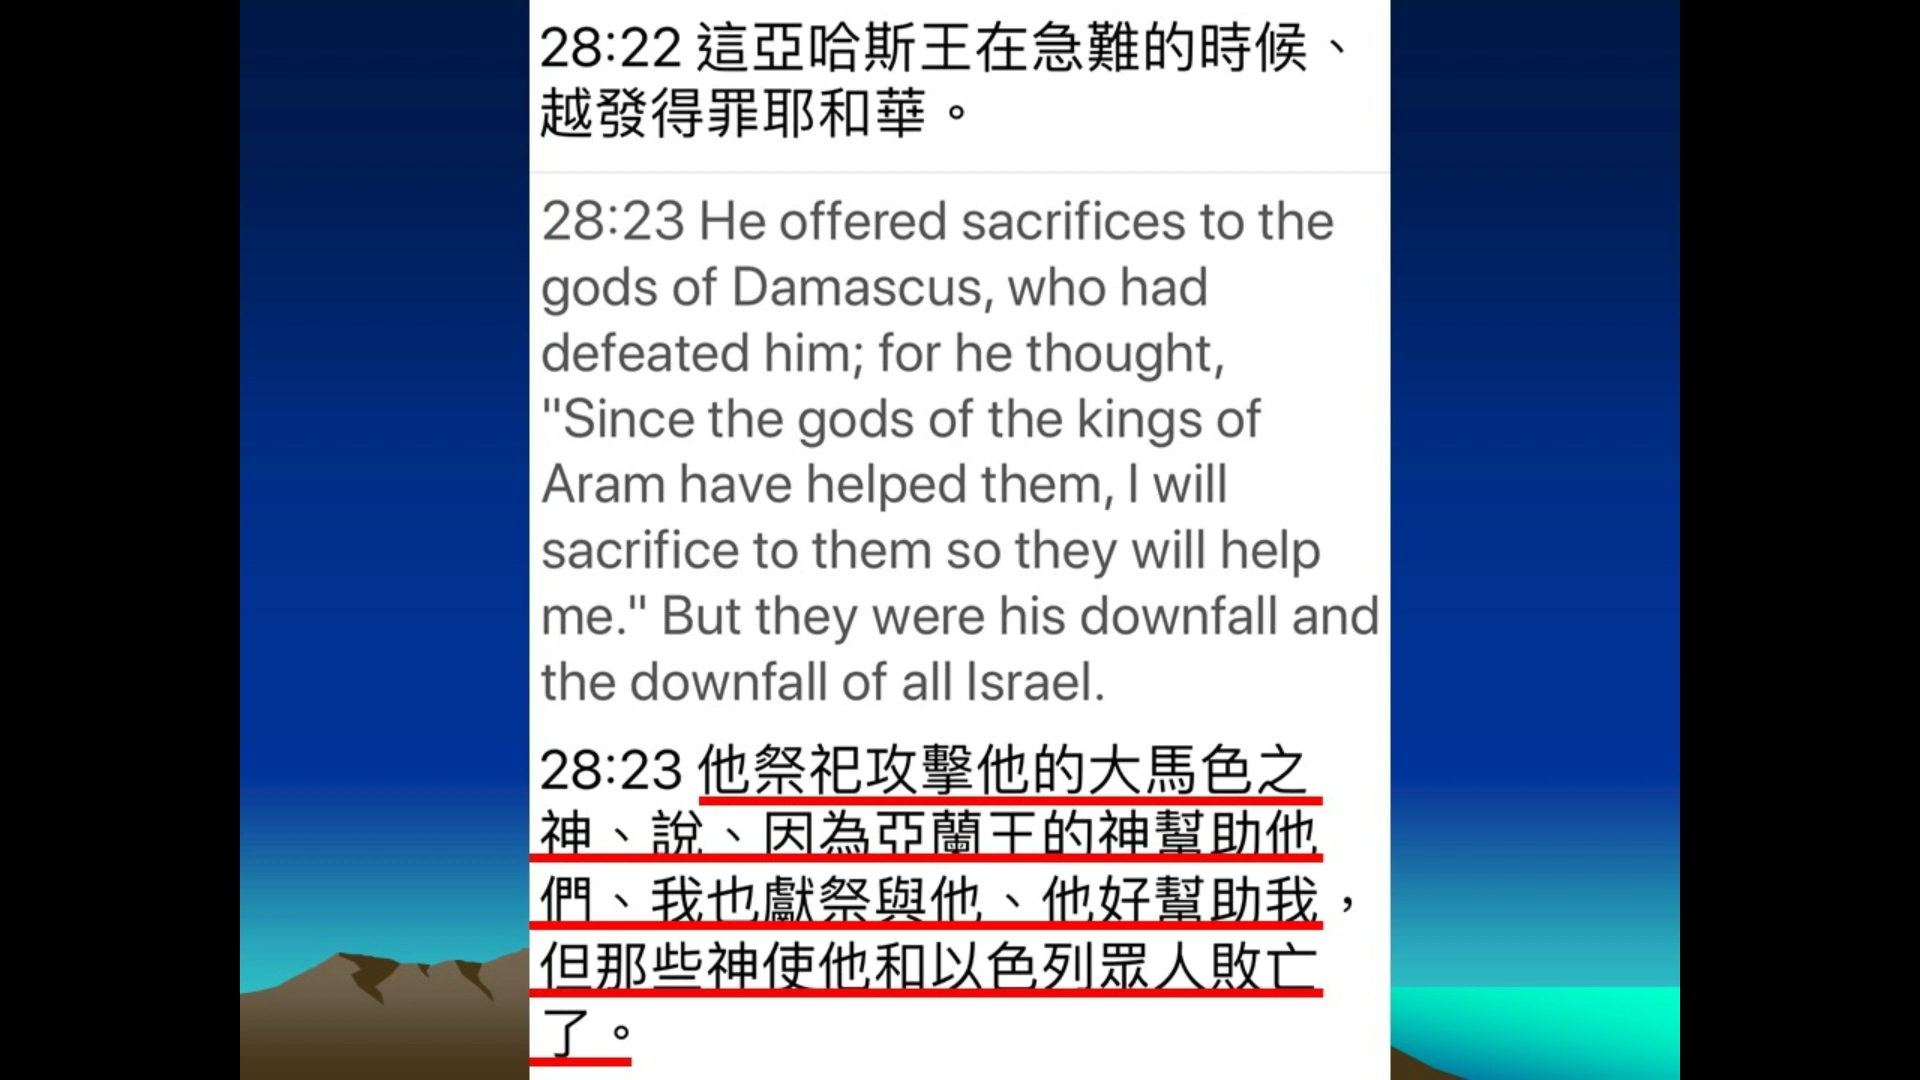 28:22 這亞哈斯王在急難的時候、
越發得罪耶和華。
28:23 He offered sacrifices to the
gods of Damascus, who had
defeated him; for he thought,
"Since the gods of the kings of
Aram have helped them, I will
sacrifice to them so they will help
me." But they were his downfall and
the downfall of all Israel.
28:23 他祭祀攻擊他的大馬色之
神、說、因為亞蘭王的神幫助他
們、我也獻祭與他、他好幫助我，
但那些神使他和以色列眾人敗亡
了。